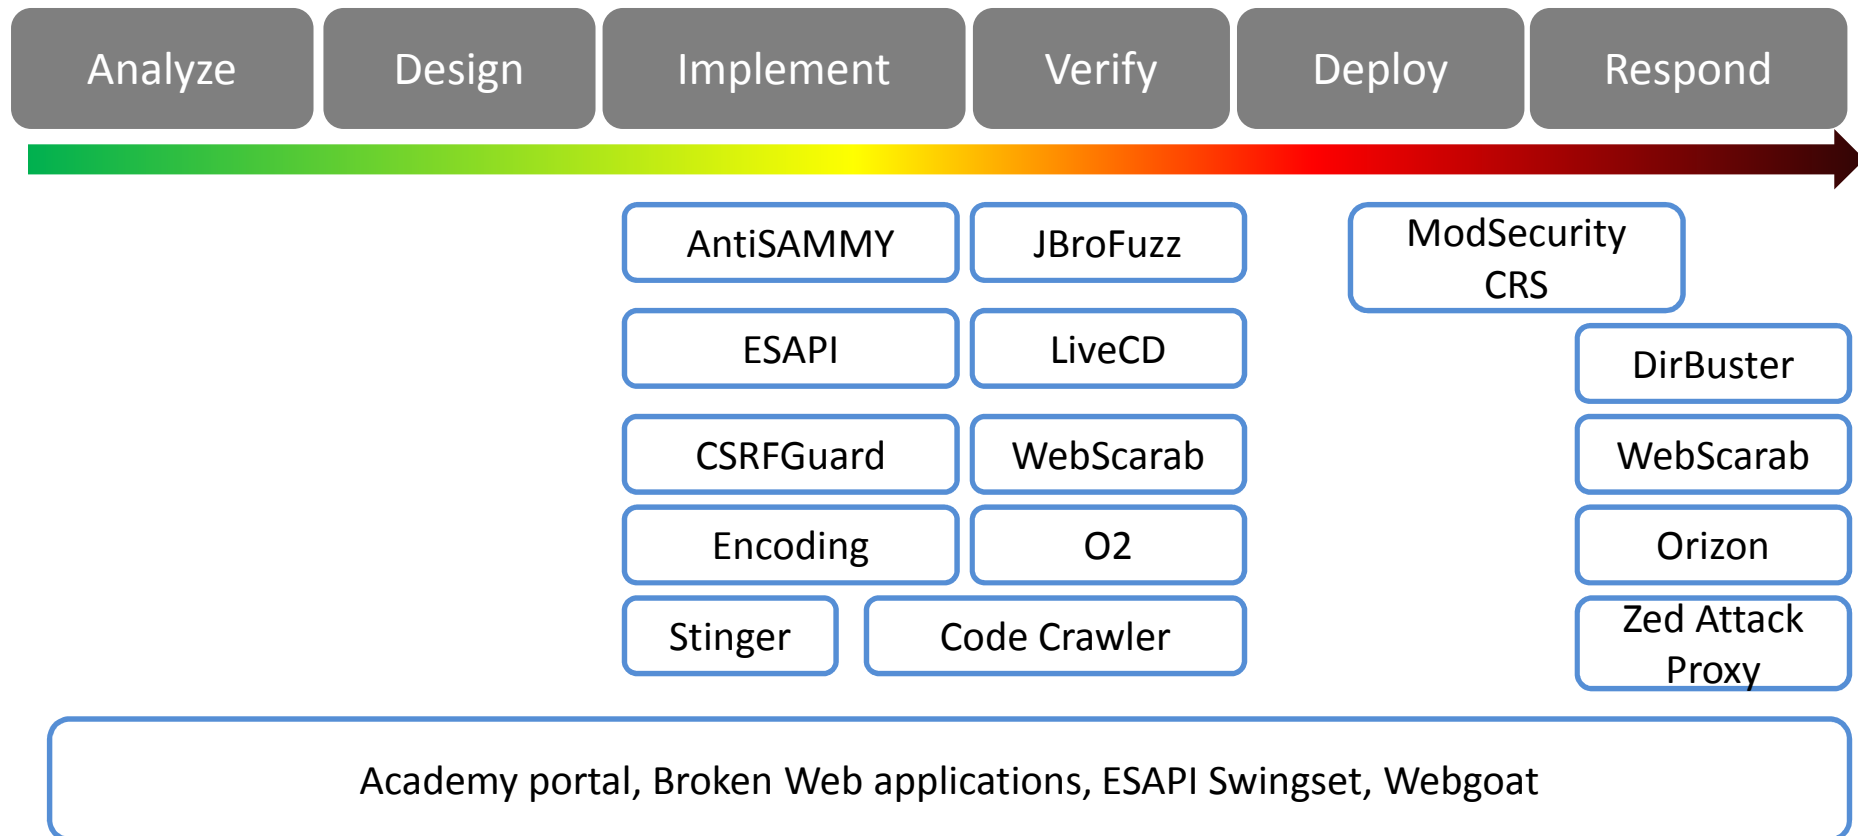 Analyze
Design
Implement
Verify
Deploy
Respond
AntiSAMMY
JBroFuzz
ModSecurity
CRS
ESAPI
LiveCD
DirBuster
CSRFGuard
WebScarab
WebScarab
Encoding
O2
Orizon
Stinger
Code Crawler
Zed Attack
Proxy
Academy portal, Broken Web applications, ESAPI Swingset, Webgoat